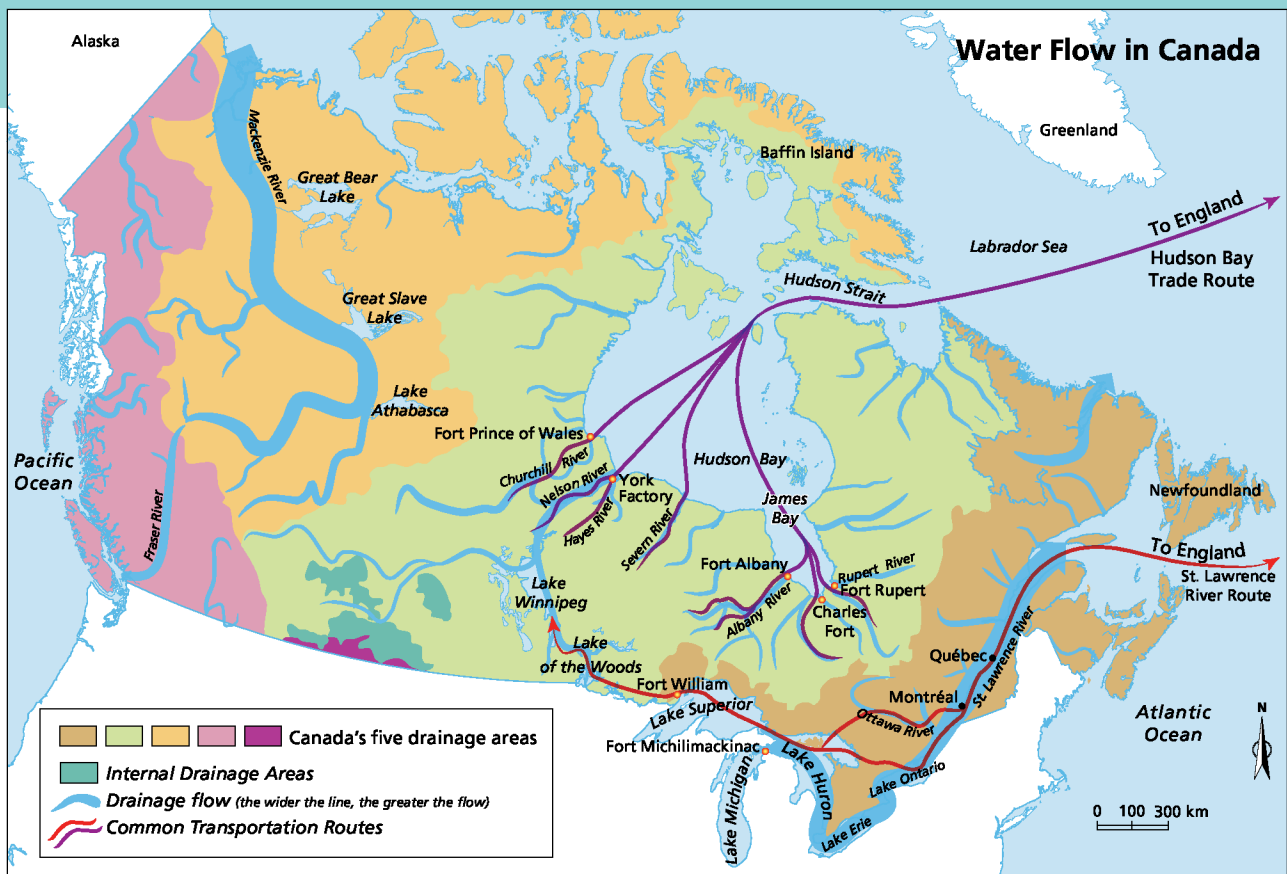 Water Flow in Canada
Alaska
Greenland
Baffin Island
Mackenzie River
Great Bear
Lake
To England
Hudson Bay
Trade Route
Labrador Sea
Hudson Strait
Great Slave
Lake
Lake
Athabasca
Fort Prince of Wales
Churchill River
Nelson River
York
Factory
Hayes River
Severn River
Hudson Bay
James
Bay
Pacific
Ocean
Fraser River
Newfoundland
To England
St. Lawrence
River Route
Fort Albany
Albany River
Rupert River
Fort Rupert
Charles
Fort
Lake
Winnipeg
Lake
of the Woods
Fort William
Lake Superior
Québec
St. Lawrence River
Montréal
Ottawa River
Fort Michilimackinac
Lake Huron
Lake Michigan
Lake Ontario
Lake Erie
Atlantic
Ocean
N
0 100 300 km
Canada's five drainage areas
Internal Drainage Areas
Drainage flow (the wider the line, the greater the flow)
Common Transportation Routes